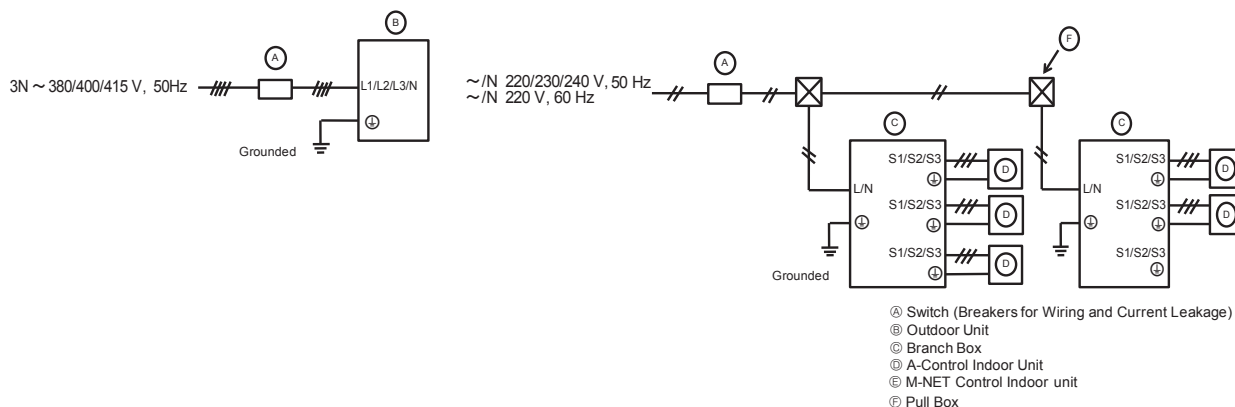 Ⓑ
Ⓐ
3N ~ 380/400/415 V, 50Hz
L1/L2/L3/N
Grounded
Ⓕ
Ⓐ
~/N 220/230/240 V, 50 Hz
~/N 220 V, 60 Hz
Ⓒ
Ⓒ
S1/S2/S3
Ⓓ
S1/S2/S3
Ⓓ
L/N
L/N
S1/S2/S3
Ⓓ
S1/S2/S3
Ⓓ
S1/S2/S3
Ⓓ
S1/S2/S3
Grounded
Ⓐ Switch (Breakers for Wiring and Current Leakage)
Ⓑ Outdoor Unit
Ⓒ Branch Box
Ⓓ A-Control Indoor Unit
Ⓔ M-NET Control Indoor unit
Ⓕ Pull Box